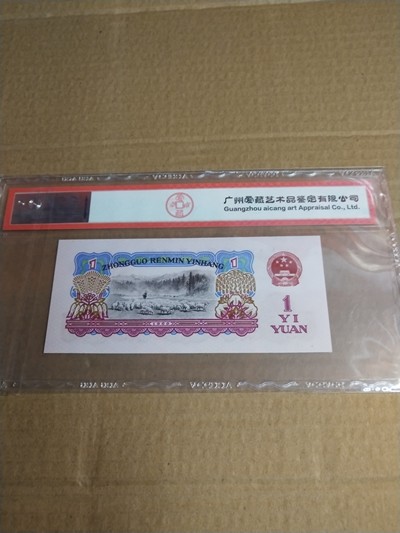 广州爱藏艺术品鉴定有限公司
Guangzhou aicang art Appraisal Co., Ltd.
ZHONGGUO RENMIN YINHANG
1
1
1960
1
YI
YUAN